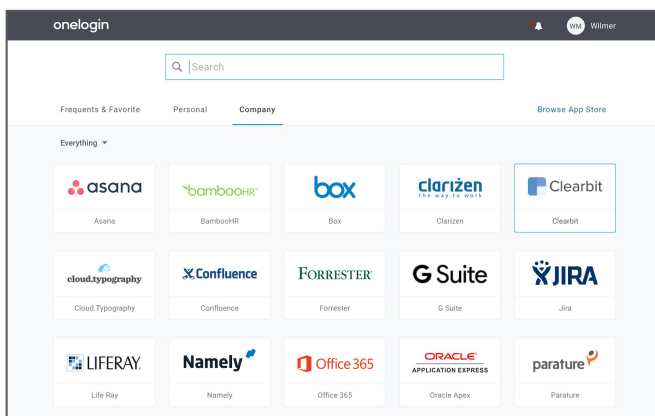 onelogin
WM Wilmer
Search
Frequents & Favorite Personal Company Browse App Store
Everything
asana bambooHR box clarizen Clearbit
the way to work
Asana BambooHR Box Clarizen Clearbit
cloud.typography Confluence FORRESTER G Suite JIRA
Cloud.Typography Confluence Forrester G Suite Jira
LIFERAY. Namely Office 365 ORACLE parature
APPLICATION EXPRESS
Life Ray Namely Office 365 Oracle Apex Parature